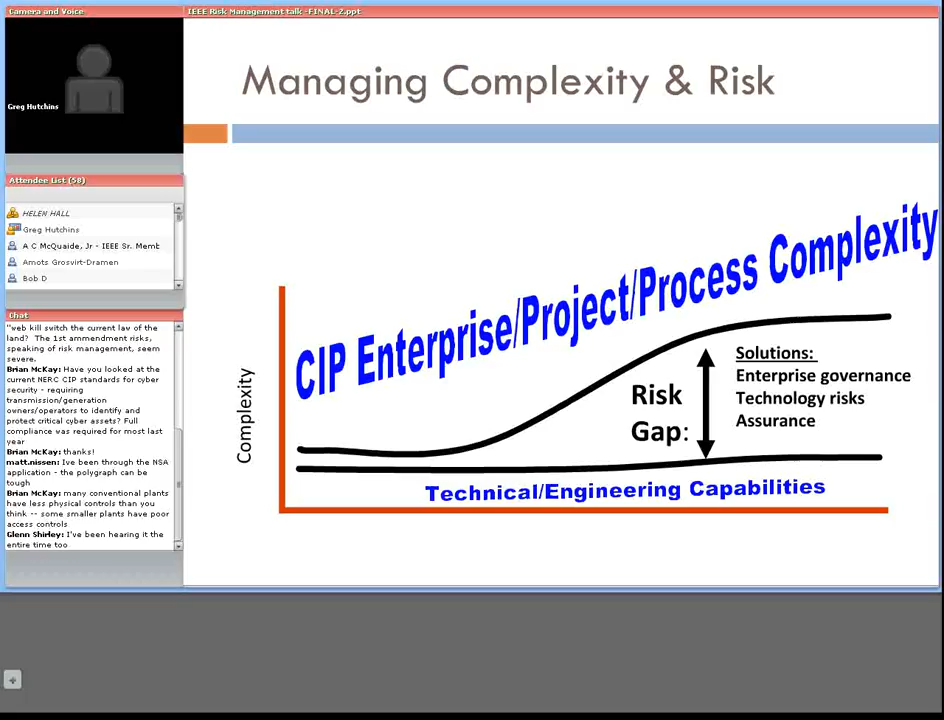 Camera and Voice
IEEE Risk Management talk -FINAL-2.ppt
Greg Hutchins
Attendee List (58)
HELEN HALL
Greg Hutchins
A C McQuaide, Jr - IEEE Sr. Memb
Arnots Grosvirt-Dramen
Bob D
Chat
"web kill switch the current lav of the
land? The 1st ammendment risks,
speaking of risk management, seem
severe.
Brian McKay: Have you looked at the
current NERC CIP standards for cyber
security - requiring
transmission/generation
owners/operators to identify and
protect critical cyber assets? Full
compliance was required for most last
year
Brian McKay: thanks!
matt.nissen: Ive been through the NSA
application - the polygraph can be
tough
Brian McKay: many conventional plants
have less physical controls than you
think -- some smaller plants have poor
access controls
Glenn Shirley: I've been hearing it the
entire time too
Managing Complexity & Risk
CIP Enterprise/Project/Process Complexity
Complexity
Risk
Gap:
Solutions:
Enterprise governance
Technology risks
Assurance
Technical/Engineering Capabilities